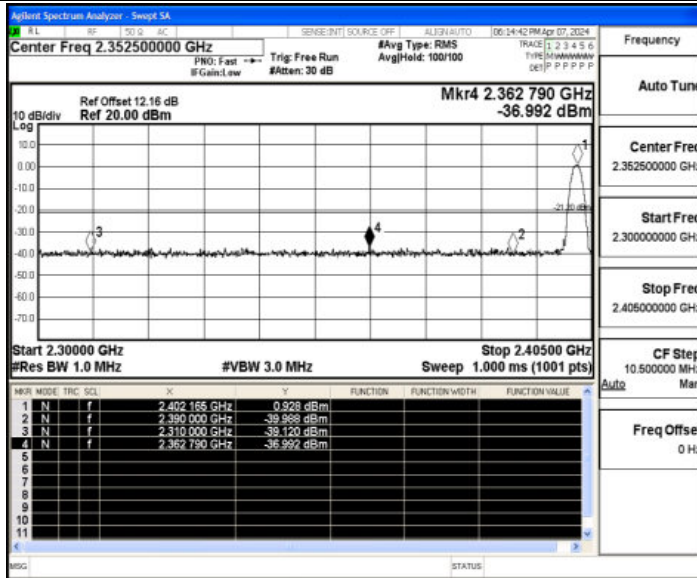 Agilent Spectrum Analyzer - Swept SA
RL RF 50 Ω AC SENSE:INT SOURCE OFF ALIGN AUTO 06:14:42 PM Apr 07, 2024
Center Freq 2.352500000 GHz
PNO: Fast
IFGain:Low
Trig: Free Run
#Atten: 30 dB
#Avg Type: RMS
Avg|Hold: 100/100
TRACE 1 2 3 4 5 6
TYPE MWWWWW
DET P P P P P P
Ref Offset 12.16 dB
10 dB/div Ref 20.00 dBm
Log
Mkr4 2.362 790 GHz
-36.992 dBm
10.0
0.00
-10.0
-20.0
-30.0
-40.0
-50.0
-60.0
-70.0
1
-21.20 dBm
3
4
2
Start 2.30000 GHz Stop 2.40500 GHz
#Res BW 1.0 MHz #VBW 3.0 MHz Sweep 1.000 ms (1001 pts)
MKR MODE TRC SCL X Y FUNCTION FUNCTION WIDTH FUNCTION VALUE
1 N f 2.402 165 GHz 0.928 dBm
2 N f 2.390 000 GHz -39.988 dBm
3 N f 2.310 000 GHz -39.120 dBm
4 N f 2.362 790 GHz -36.992 dBm
5
6
7
8
9
10
11
MSG STATUS
Frequency
Auto Tune
Center Freq
2.352500000 GHz
Start Freq
2.300000000 GHz
Stop Freq
2.405000000 GHz
CF Step
10.500000 MHz
Auto Man
Freq Offset
0 Hz